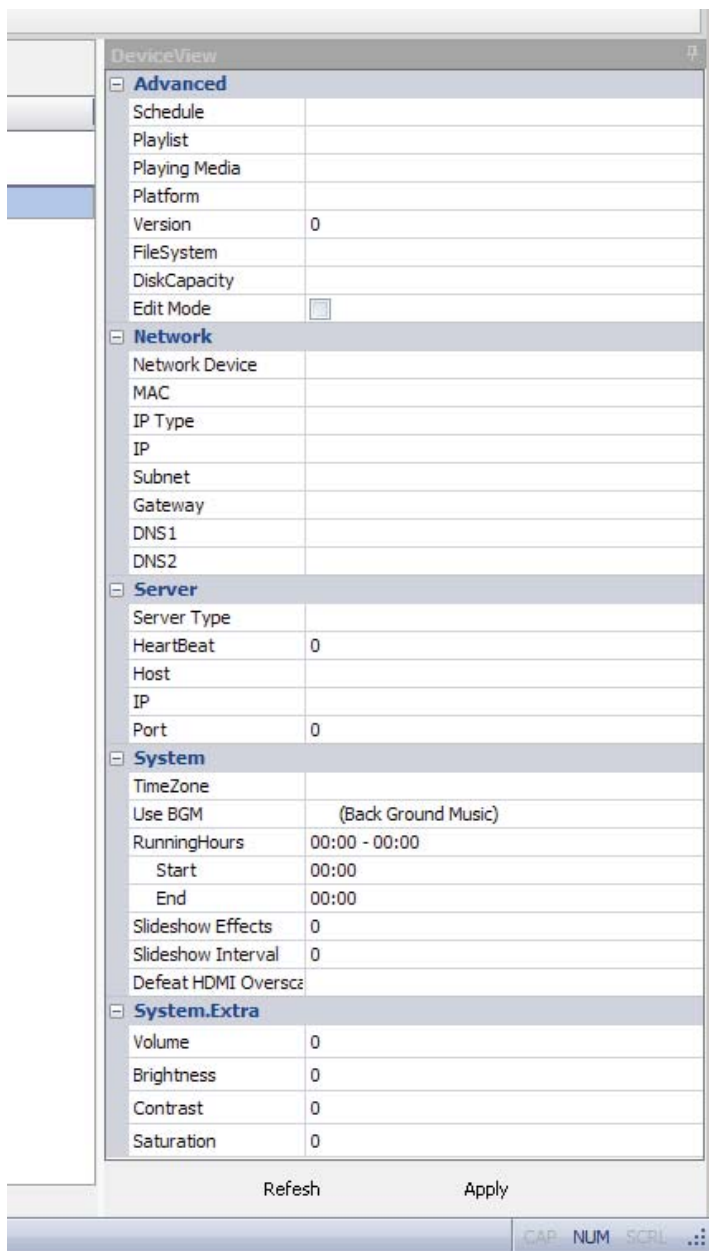 DeviceView
Advanced
Schedule
Playlist
Playing Media
Platform
Version 0
FileSystem
DiskCapacity
Edit Mode
Network
Network Device
MAC
IP Type
IP
Subnet
Gateway
DNS1
DNS2
Server
Server Type
HeartBeat 0
Host
IP
Port 0
System
TimeZone
Use BGM (Back Ground Music)
RunningHours 00:00 - 00:00
Start 00:00
End 00:00
Slideshow Effects 0
Slideshow Interval 0
Defeat HDMI Oversca
System.Extra
Volume 0
Brightness 0
Contrast 0
Saturation 0
Refesh Apply
CAP NUM SCRL